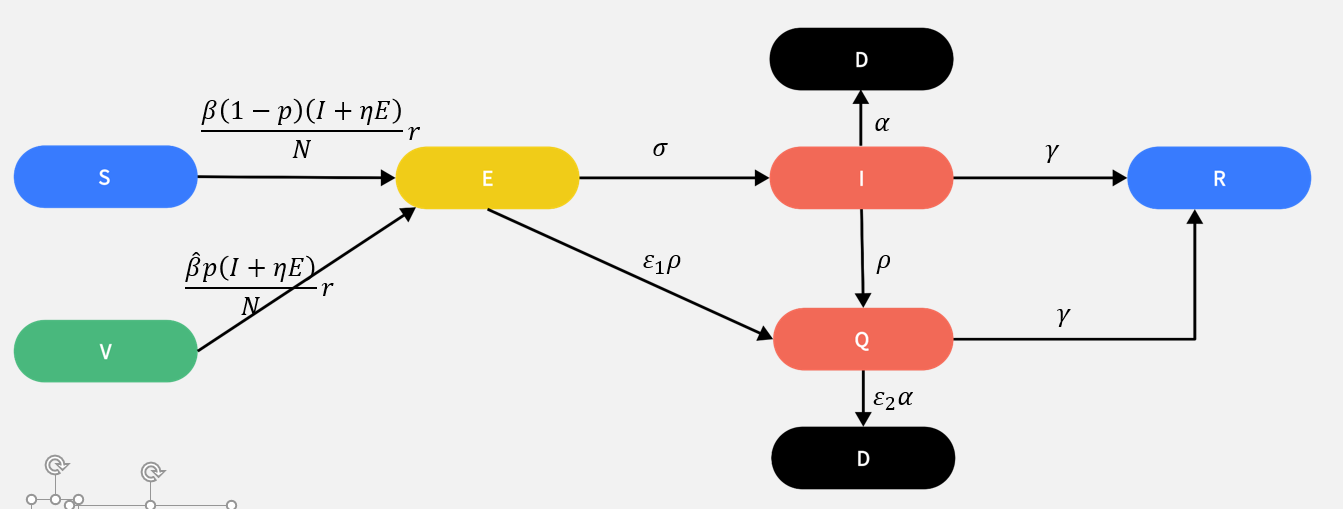 D
β(1 − p)(I + ηE)
N
r
α
S
σ
γ
E
I
R
β̂p(I + ηE)
N
r
ε₁ρ
ρ
γ
V
Q
ε₂α
D